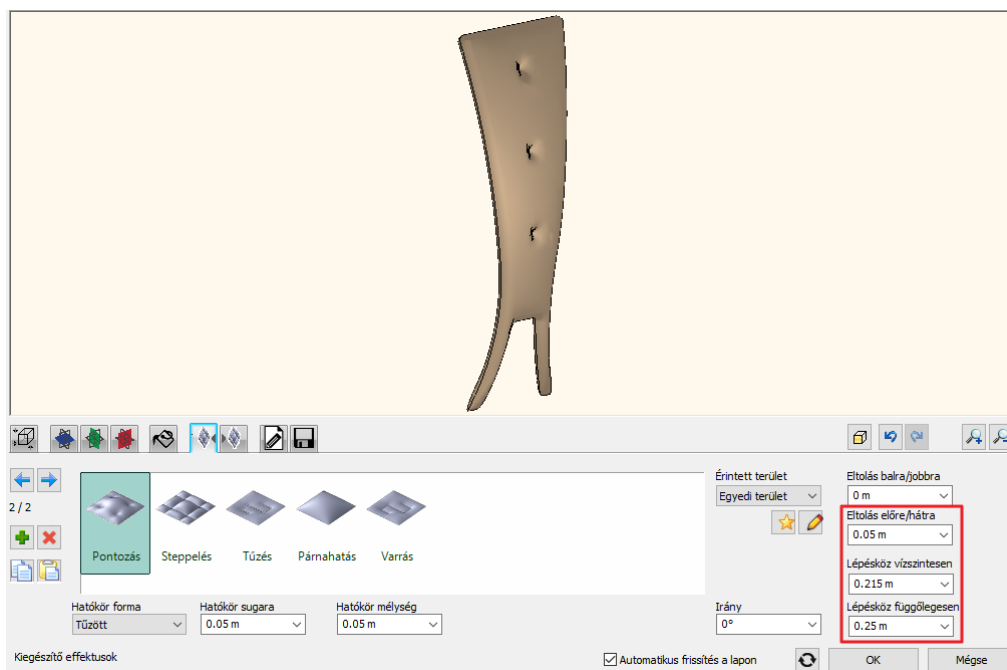 2 / 2
Pontozás
Steppelés
Tűzés
Párnahatás
Varrás
Érintett terület
Egyedi terület
Eltolás balra/jobbra
0 m
Eltolás előre/hátra
0.05 m
Lépésköz vízszintesen
0.215 m
Hatókör forma
Tűzött
Hatókör sugara
0.05 m
Hatókör mélység
0.05 m
Irány
0°
Lépésköz függőlegesen
0.25 m
Kiegészítő effektusok
Automatikus frissítés a lapon
OK
Mégse